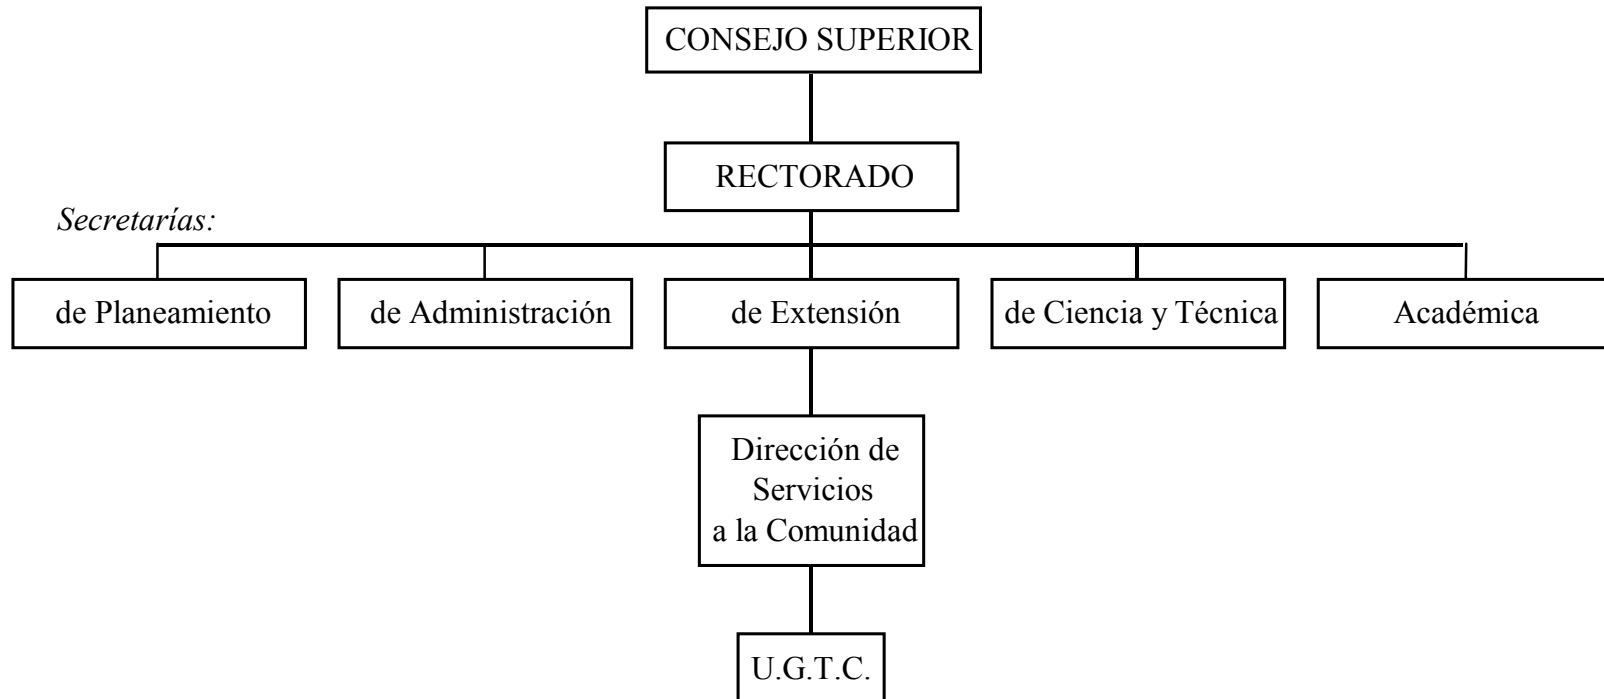 CONSEJO SUPERIOR
RECTORADO
Secretarías:
de Planeamiento
de Administración
de Extensión
de Ciencia y Técnica
Académica
Dirección de
Servicios
a la Comunidad
U.G.T.C.